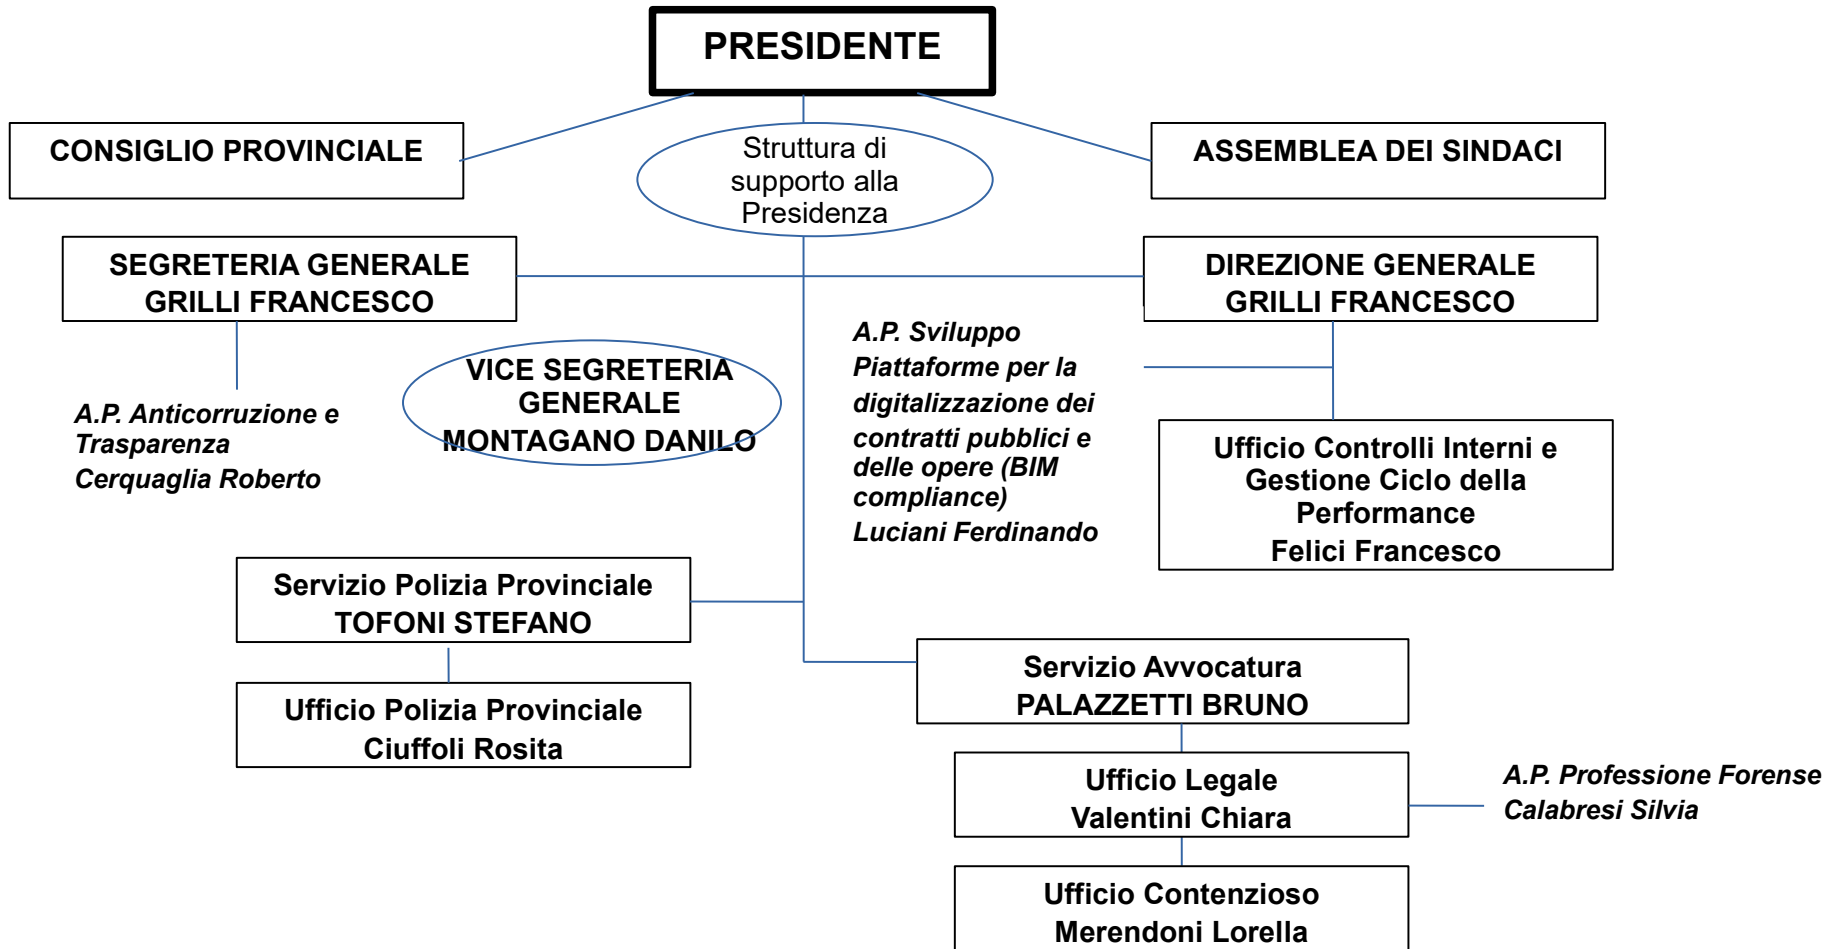 PRESIDENTE
CONSIGLIO PROVINCIALE
Struttura di
supporto alla
Presidenza
ASSEMBLEA DEI SINDACI
SEGRETERIA GENERALE
GRILLI FRANCESCO
DIREZIONE GENERALE
GRILLI FRANCESCO
A.P. Anticorruzione e
Trasparenza
Cerquaglia Roberto
VICE SEGRETERIA
GENERALE
MONTAGANO DANILO
A.P. Sviluppo
Piattaforme per la
digitalizzazione dei
contratti pubblici e
delle opere (BIM
compliance)
Luciani Ferdinando
Ufficio Controlli Interni e
Gestione Ciclo della
Performance
Felici Francesco
Servizio Polizia Provinciale
TOFONI STEFANO
Ufficio Polizia Provinciale
Ciuffoli Rosita
Servizio Avvocatura
PALAZZETTI BRUNO
Ufficio Legale
Valentini Chiara
A.P. Professione Forense
Calabresi Silvia
Ufficio Contenzioso
Merendoni Lorella